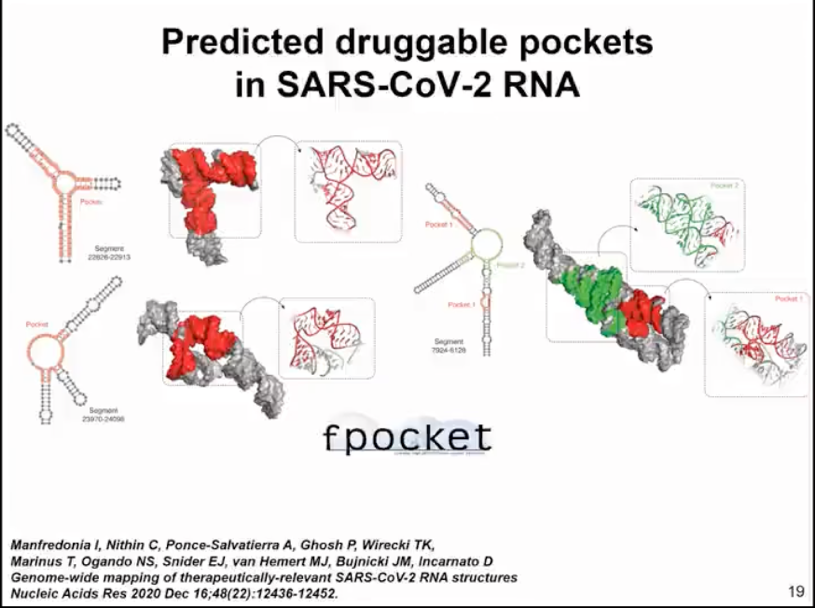 Predicted druggable pockets
in SARS-CoV-2 RNA
Pocket
Segment
22626-22913
Pocket 1
Pocket 2
Pocket 1
Segment
7924-8128
Pocket 2
Pocket 1
Pocket
Segment
23970-24096
fpocket
Manfredonia I, Nithin C, Ponce-Salvatierra A, Ghosh P, Wirecki TK,
Marinus T, Ogando NS, Snider EJ, van Hemert MJ, Bujnicki JM, Incarnato D
Genome-wide mapping of therapeutically-relevant SARS-CoV-2 RNA structures
Nucleic Acids Res 2020 Dec 16;48(22):12436-12452.
19